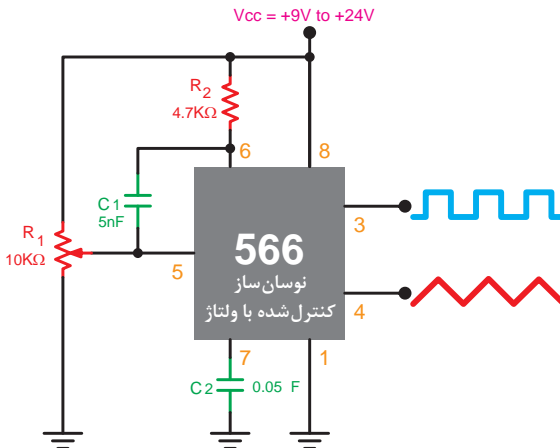 Vcc = +9V to +24V
R2
4.7KΩ
6
8
C1
5nF
3
R1
10KΩ
5
566
نوسان‌ساز
کنترل‌شده با ولتاژ
4
7
1
C2
0.05 F